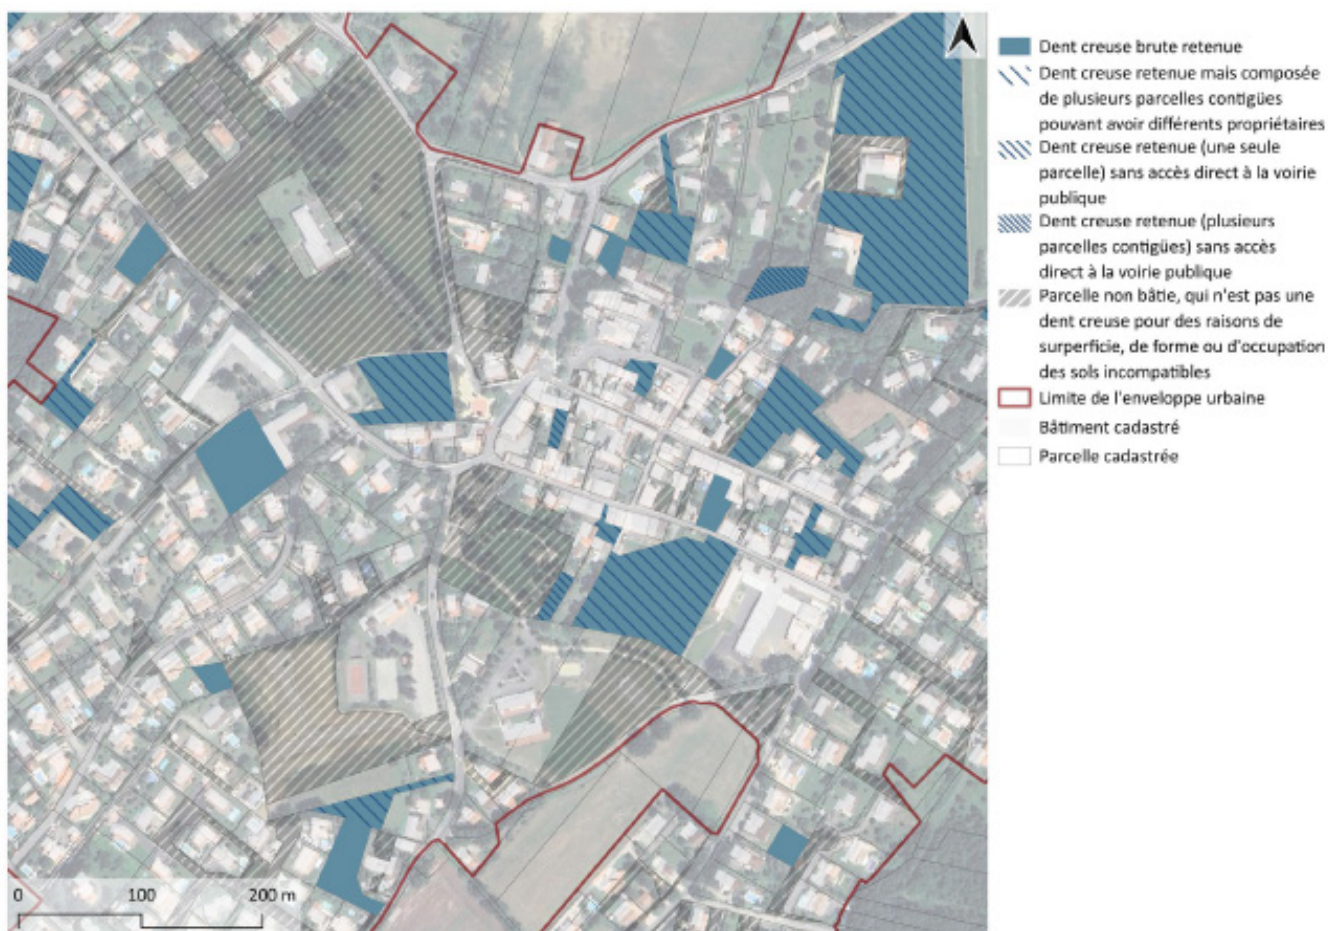 Dent creuse brute retenue
Dent creuse retenue mais composée
de plusieurs parcelles contigües
pouvant avoir différents propriétaires
Dent creuse retenue (une seule
parcelle) sans accès direct à la voirie
publique
Dent creuse retenue (plusieurs
parcelles contigües) sans accès
direct à la voirie publique
Parcelle non bâtie, qui n'est pas une
dent creuse pour des raisons de
surperficie, de forme ou d'occupation
des sols incompatibles
Limite de l'enveloppe urbaine
Bâtiment cadastré
Parcelle cadastrée
0 100 200 m